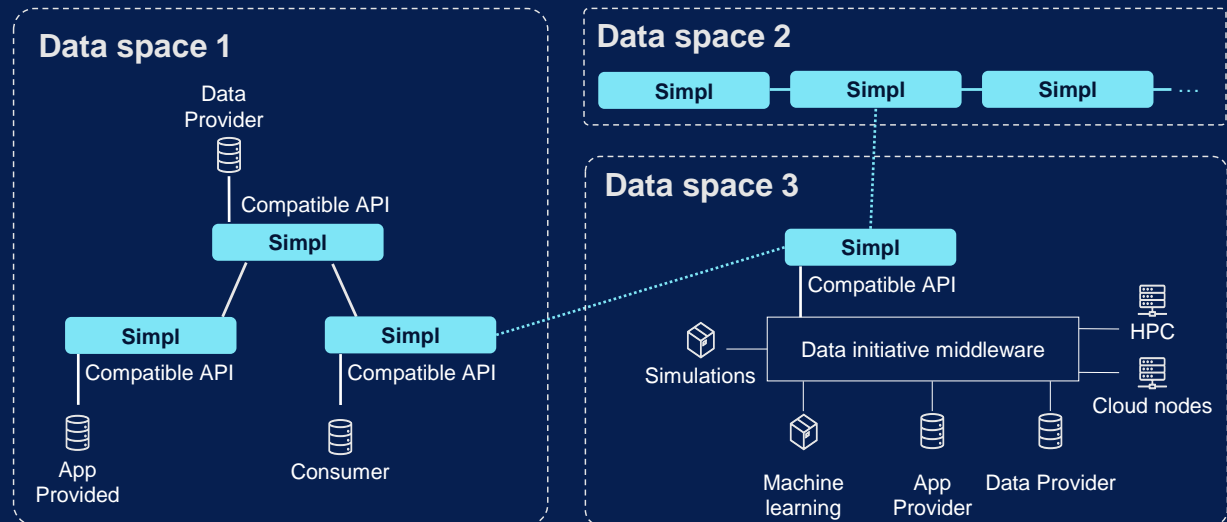 Data space 1
Data
Provider
Compatible API
Simpl
Simpl
Simpl
Compatible API
Compatible API
App
Provided
Consumer
Data space 2
Simpl
Simpl
Simpl
...
Data space 3
Simpl
Compatible API
Data initiative middleware
Simulations
HPC
Cloud nodes
Machine
learning
App
Provider
Data Provider